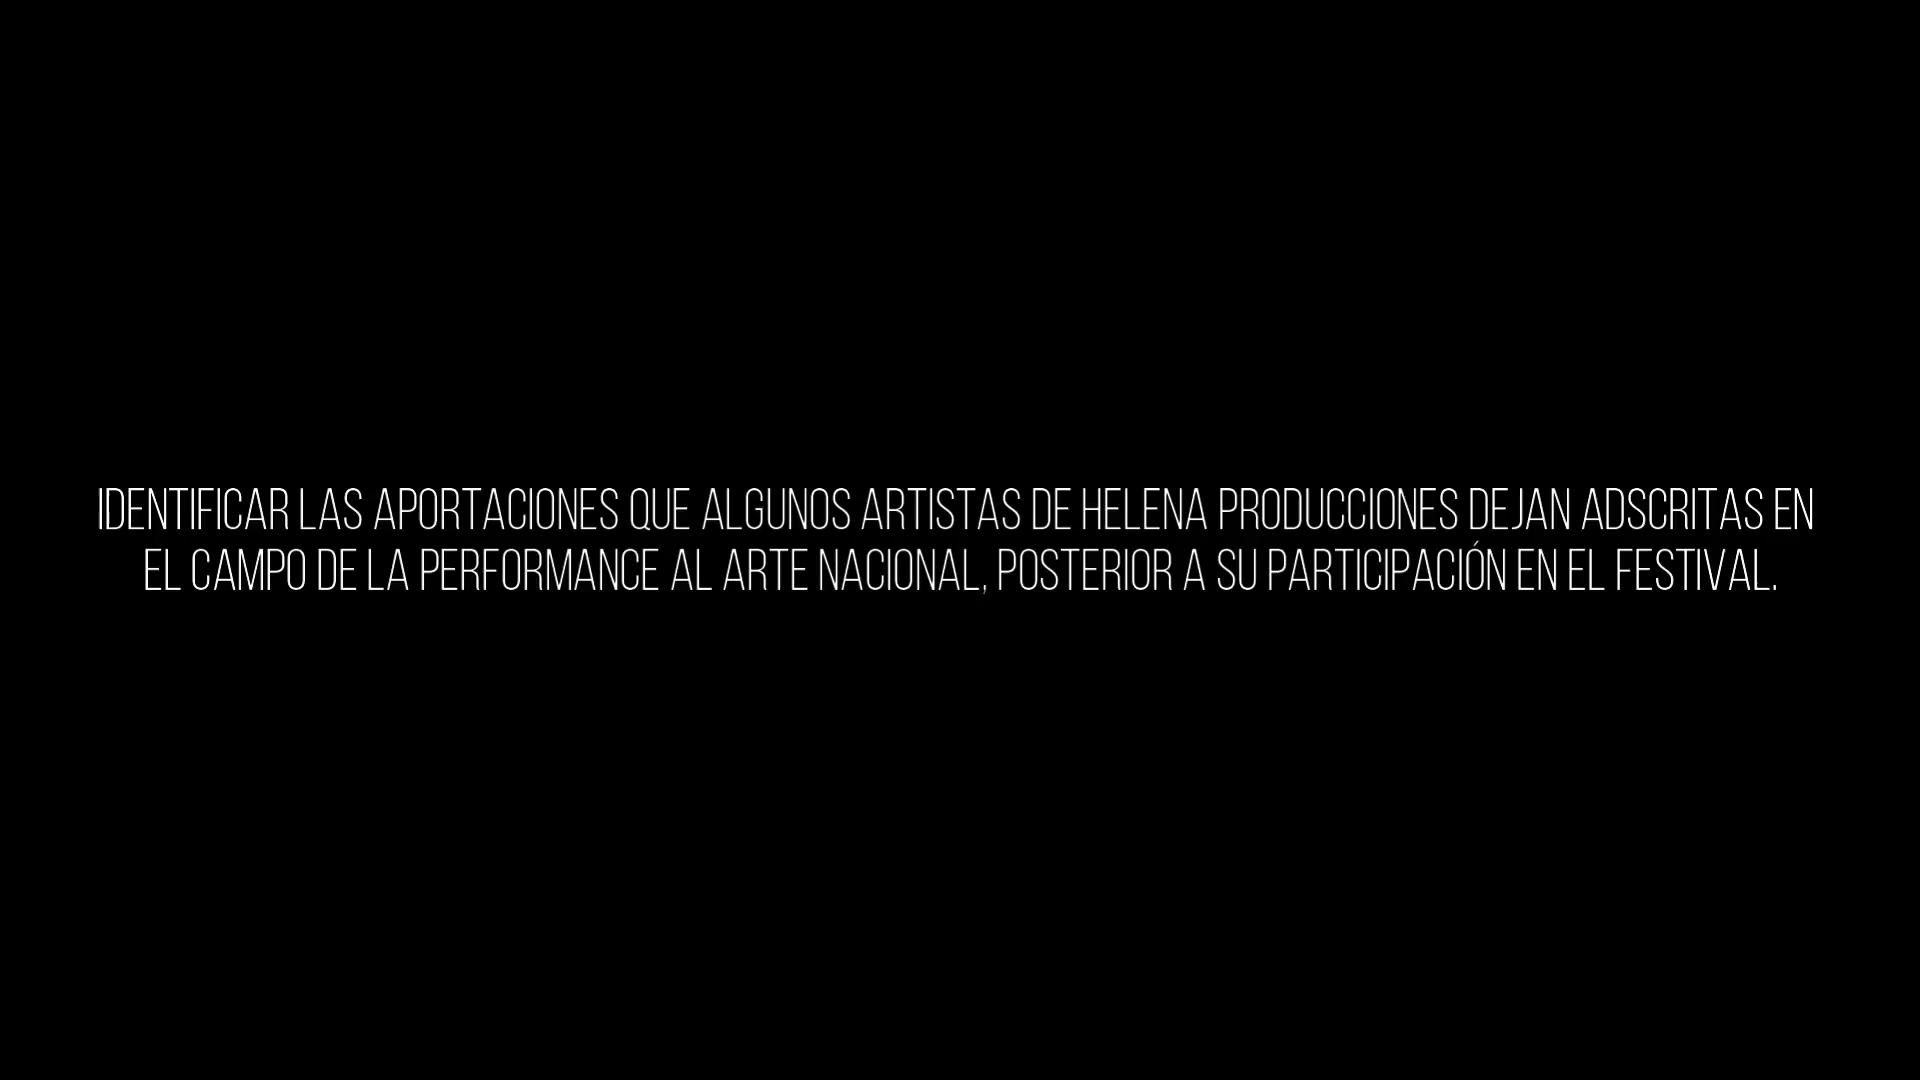 IDENTIFICAR LAS APORTACIONES QUE ALGUNOS ARTISTAS DE HELENA PRODUCCIONES DEJAN ADSCRITAS EN
EL CAMPO DE LA PERFORMANCE AL ARTE NACIONAL, POSTERIOR A SU PARTICIPACIÓN EN EL FESTIVAL.